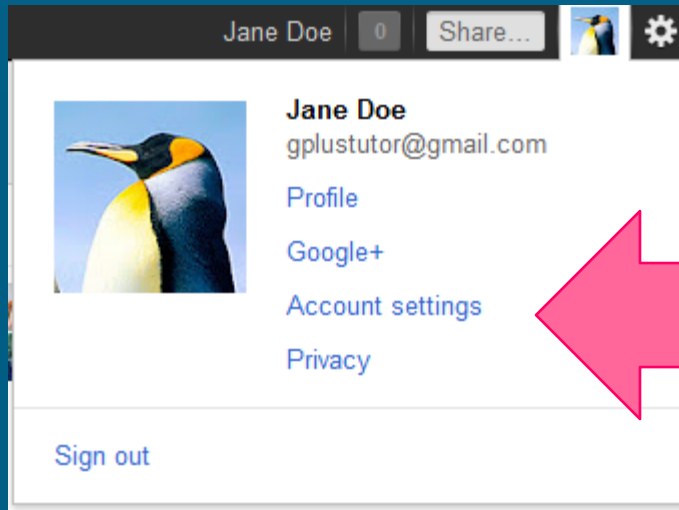 Jane Doe 0 Share...
Jane Doe
gplustutor@gmail.com
Profile
Google+
Account settings
Privacy
Sign out